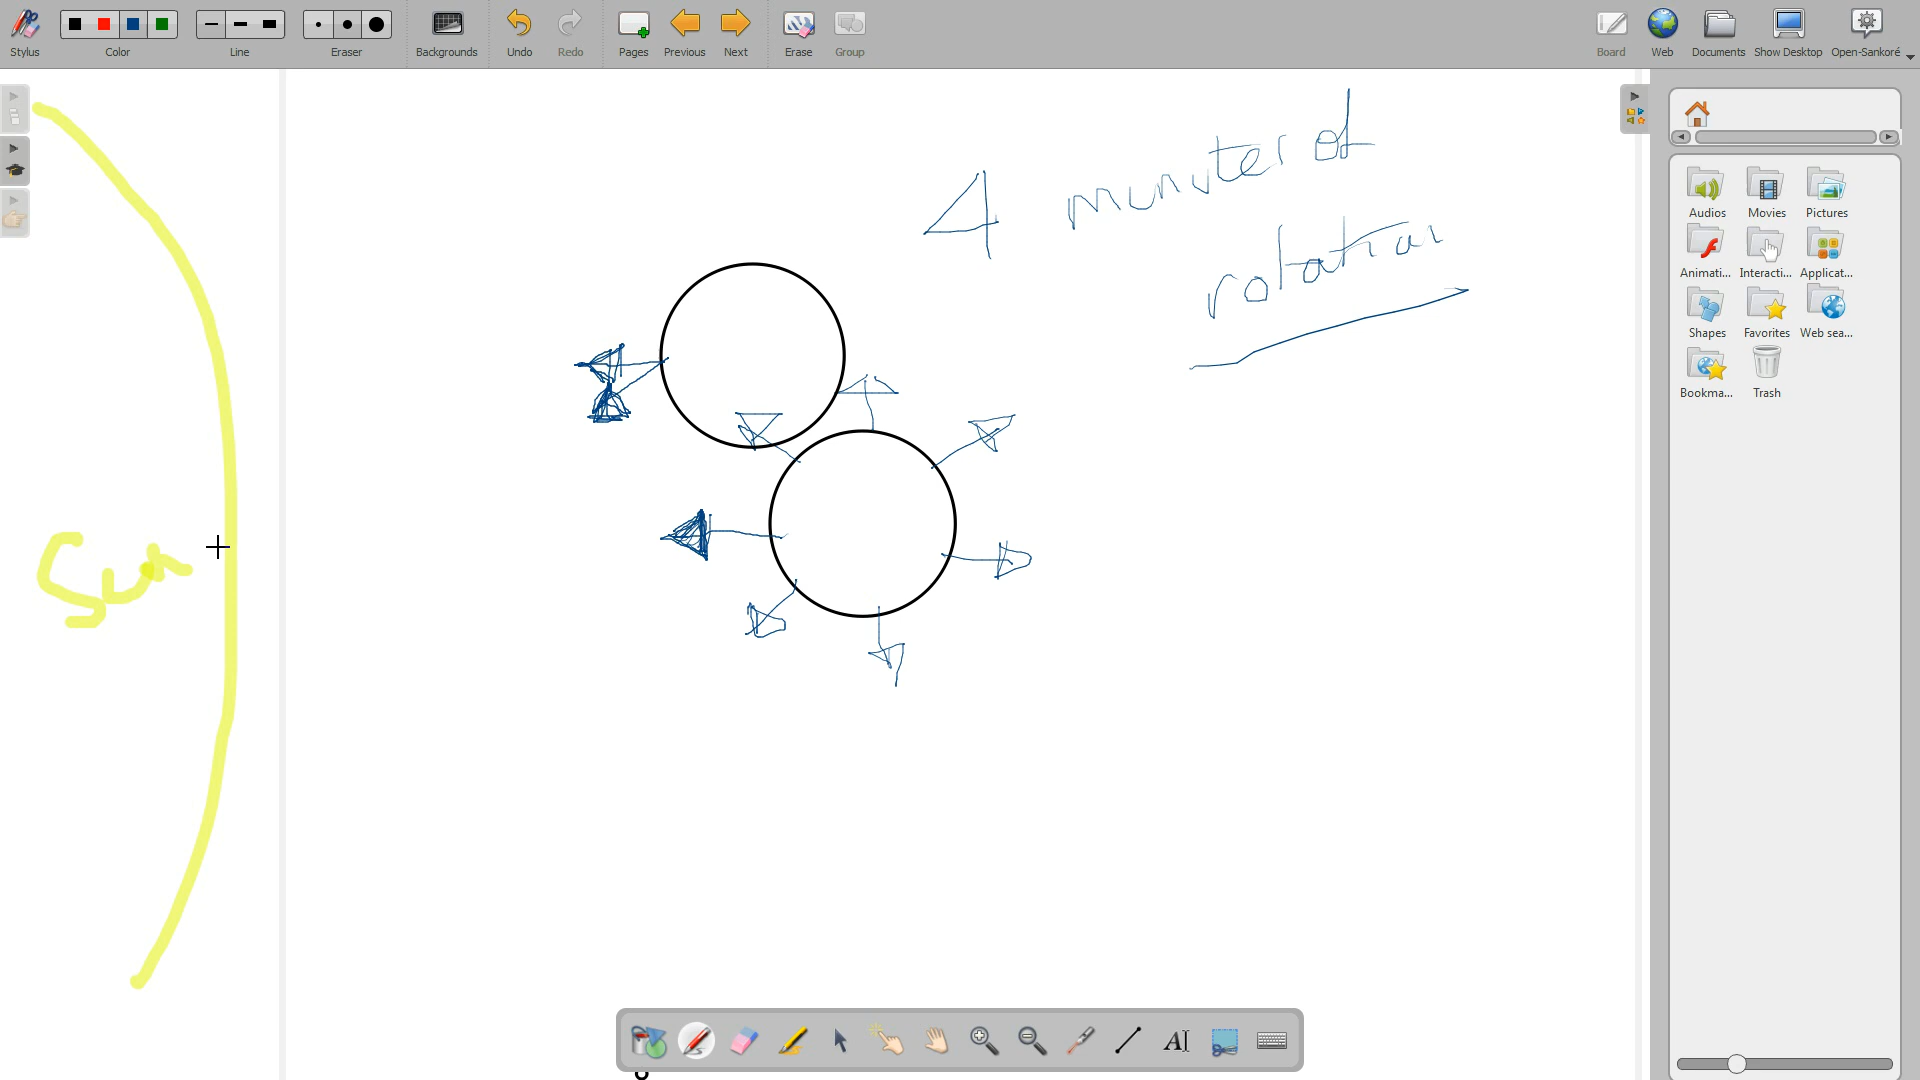 Stylus
Color
Line
Eraser
Backgrounds
Undo
Redo
Pages
Previous
Next
Erase
Group
Board
Web
Documents
Show Desktop
Open-Sankoré
4 minutes of
rotation
Sun
Audios
Movies
Pictures
Animati...
Interacti...
Applicat...
Shapes
Favorites
Web sea...
Bookma...
Trash